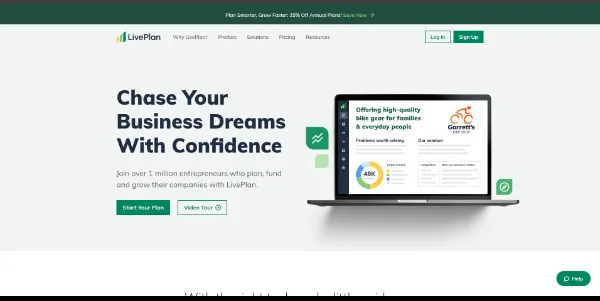 Plan Smarter, Grow Faster: 25% Off Annual Plans! Save Now
LivePlan
Why LivePlan?
Product
Solutions
Pricing
Resources
Log In
Sign Up
Chase Your
Business Dreams
With Confidence
Join over 1 million entrepreneurs who plan, fund
and grow their companies with LivePlan.
Start Your Plan
Video Tour
Offering high-quality
bike gear for families
& everyday people
Garrett's
BIKE SHOP
Problems worth solving
Our solution
48K
Target Market
Competitors
Help